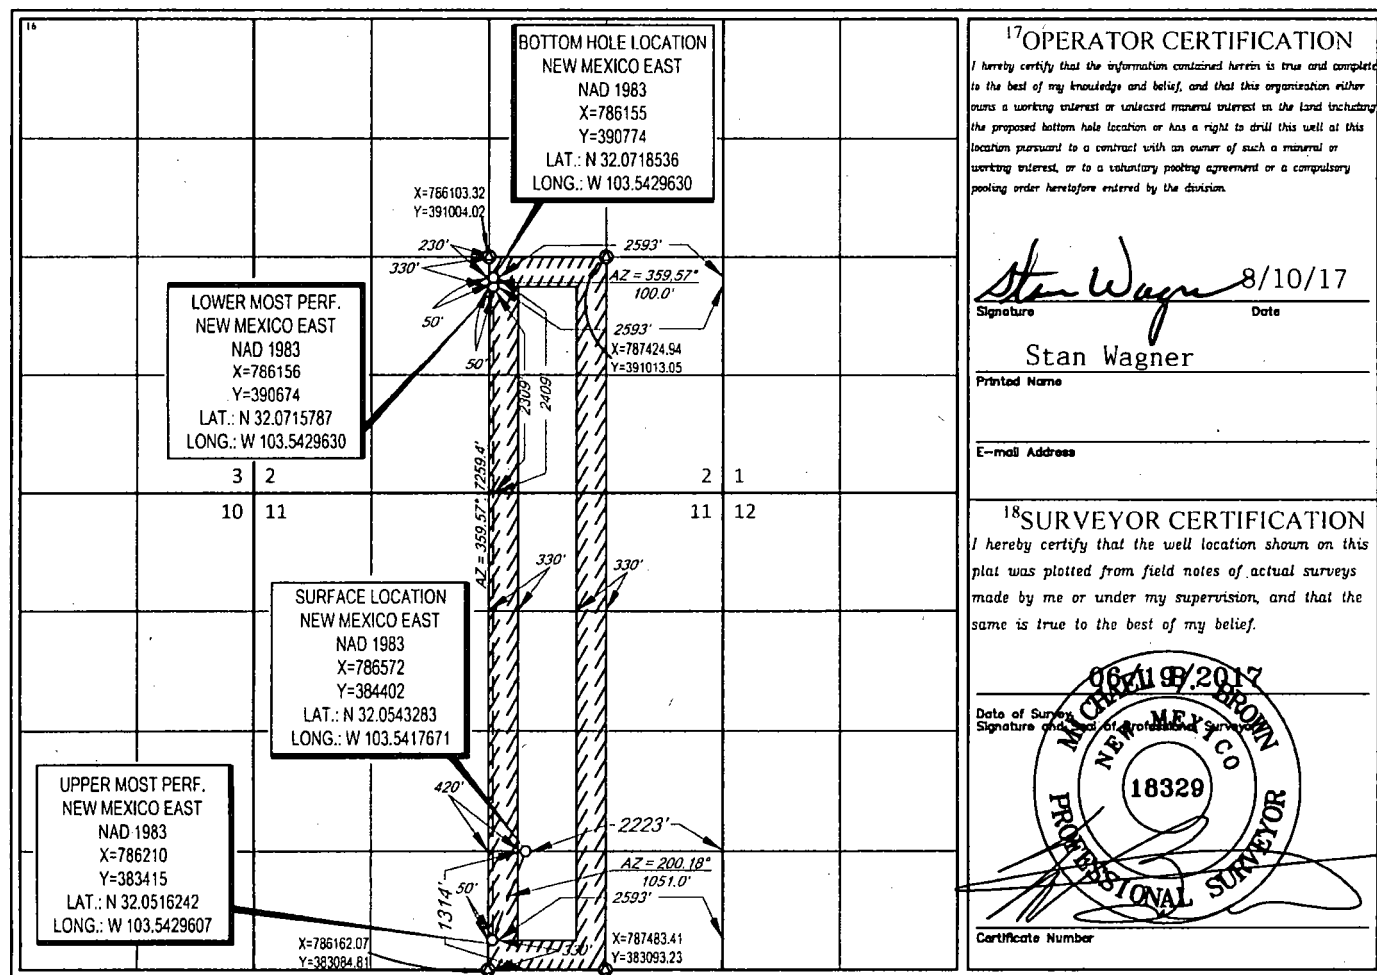 16
BOTTOM HOLE LOCATION
NEW MEXICO EAST
NAD 1983
X=786155
Y=390774
LAT.: N 32.0718536
LONG.: W 103.5429630
X=786103.32
Y=391004.02
230'
330'
50'
50'
2593'
AZ = 359.57°
100.0'
2593'
X=787424.94
Y=391013.05
LOWER MOST PERF.
NEW MEXICO EAST
NAD 1983
X=786156
Y=390674
LAT.: N 32.0715787
LONG.: W 103.5429630
2309'
2409'
AZ = 359.57°, 7259.4'
3 2
10 11
2 1
11 12
330'
330'
SURFACE LOCATION
NEW MEXICO EAST
NAD 1983
X=786572
Y=384402
LAT.: N 32.0543283
LONG.: W 103.5417671
420'
2223'
AZ = 200.18°
1051.0'
2593'
1314'
50'
330'
UPPER MOST PERF.
NEW MEXICO EAST
NAD 1983
X=786210
Y=383415
LAT.: N 32.0516242
LONG.: W 103.5429607
X=786162.07
Y=383084.81
X=787483.41
Y=383093.23
17 OPERATOR CERTIFICATION
I hereby certify that the information contained herein is true and complete
to the best of my knowledge and belief, and that this organization either
owns a working interest or unleased mineral interest in the land including
the proposed bottom hole location or has a right to drill this well at this
location pursuant to a contract with an owner of such a mineral or
working interest, or to a voluntary pooling agreement or a compulsory
pooling order heretofore entered by the division.
Stan Wagner 8/10/17
Signature Date
Stan Wagner
Printed Name
E-mail Address
18 SURVEYOR CERTIFICATION
I hereby certify that the well location shown on this
plat was plotted from field notes of actual surveys
made by me or under my supervision, and that the
same is true to the best of my belief.
06/19/2017
Date of Survey
Signature and Seal of Professional Surveyor
MICHAEL B. BROWN
NEW MEXICO
18329
PROFESSIONAL SURVEYOR
Certificate Number